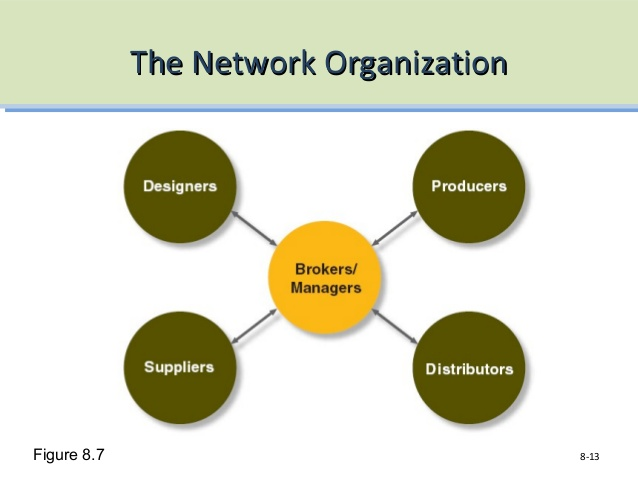 The Network Organization
Designers
Producers
Brokers/
Managers
Suppliers
Distributors
Figure 8.7
8-13